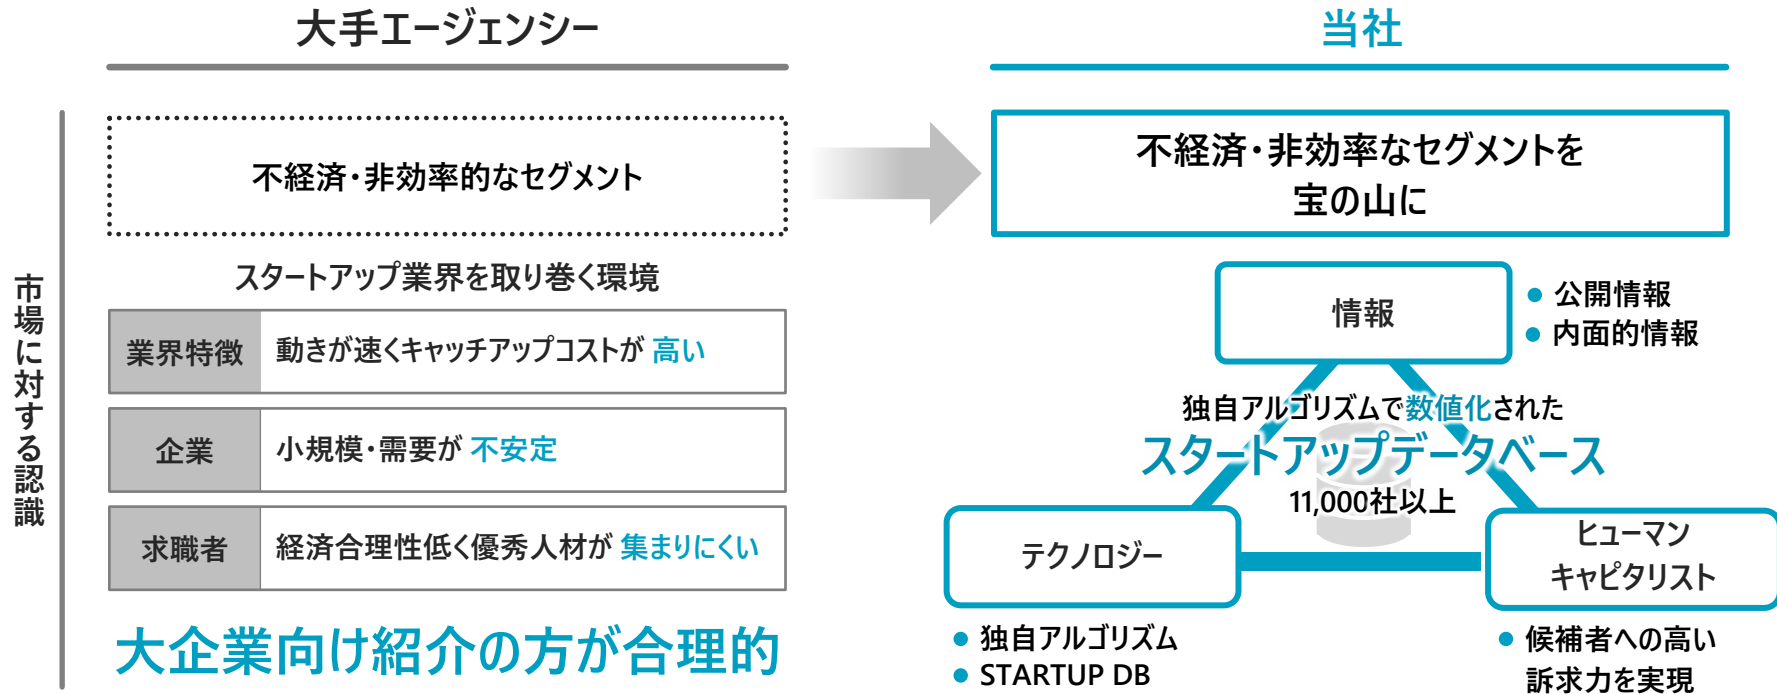 大手エージェンシー
当社
市場に対する認識
不経済・非効率的なセグメント
スタートアップ業界を取り巻く環境
業界特徴 動きが速くキャッチアップコストが 高い
企業 小規模・需要が 不安定
求職者 経済合理性低く優秀人材が 集まりにくい
大企業向け紹介の方が合理的
不経済・非効率なセグメントを
宝の山に
情報
● 公開情報
● 内面的情報
独自アルゴリズムで数値化された
スタートアップデータベース
11,000社以上
テクノロジー
● 独自アルゴリズム
● STARTUP DB
ヒューマン
キャピタリスト
● 候補者への高い
訴求力を実現